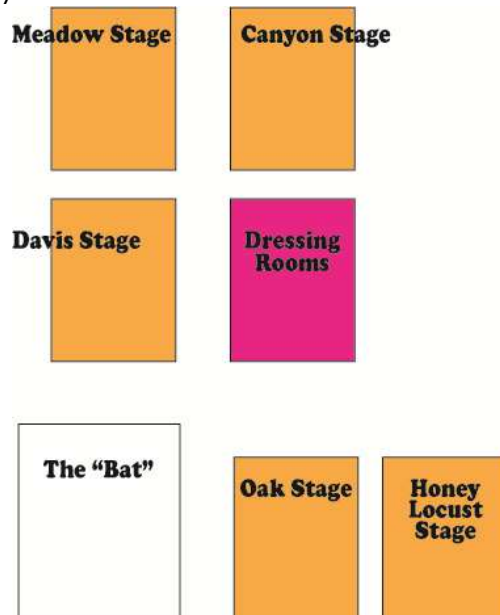 Meadow Stage
Canyon Stage
Davis Stage
Dressing
Rooms
The “Bat”
Oak Stage
Honey
Locust
Stage